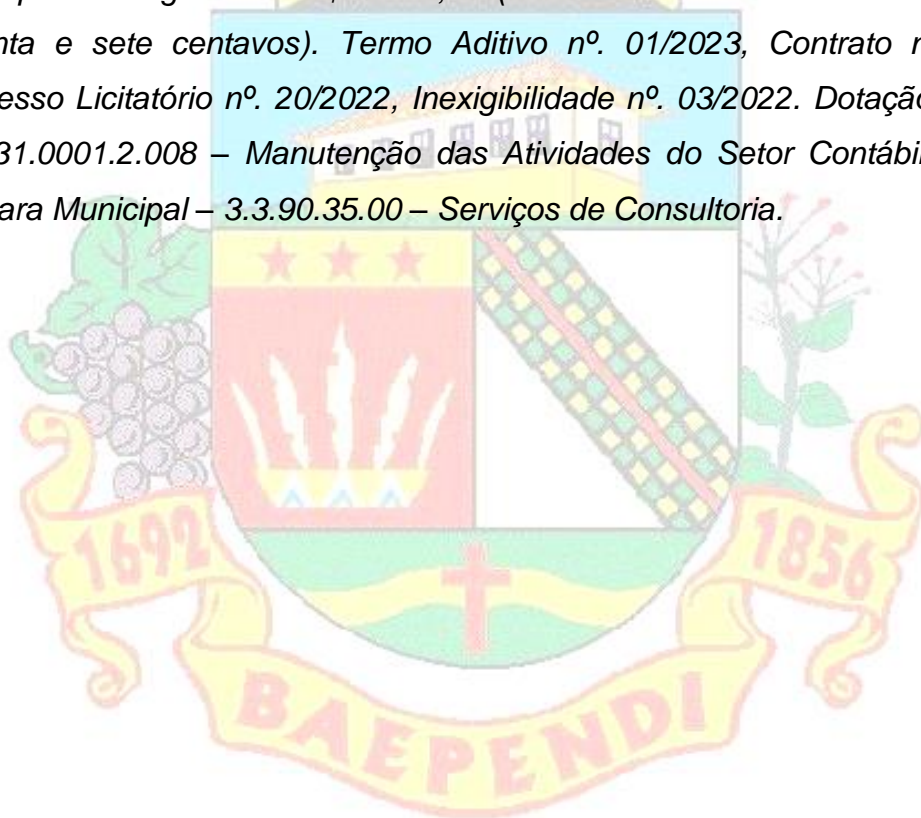 nta e sete centavos). Termo Aditivo nº. 01/2023, Contrato n
esso Licitatório nº. 20/2022, Inexigibilidade nº. 03/2022. Dotação
31.0001.2.008 – Manutenção das Atividades do Setor Contábil
ara Municipal – 3.3.90.35.00 – Serviços de Consultoria.
1692
1856
BAEPENDI